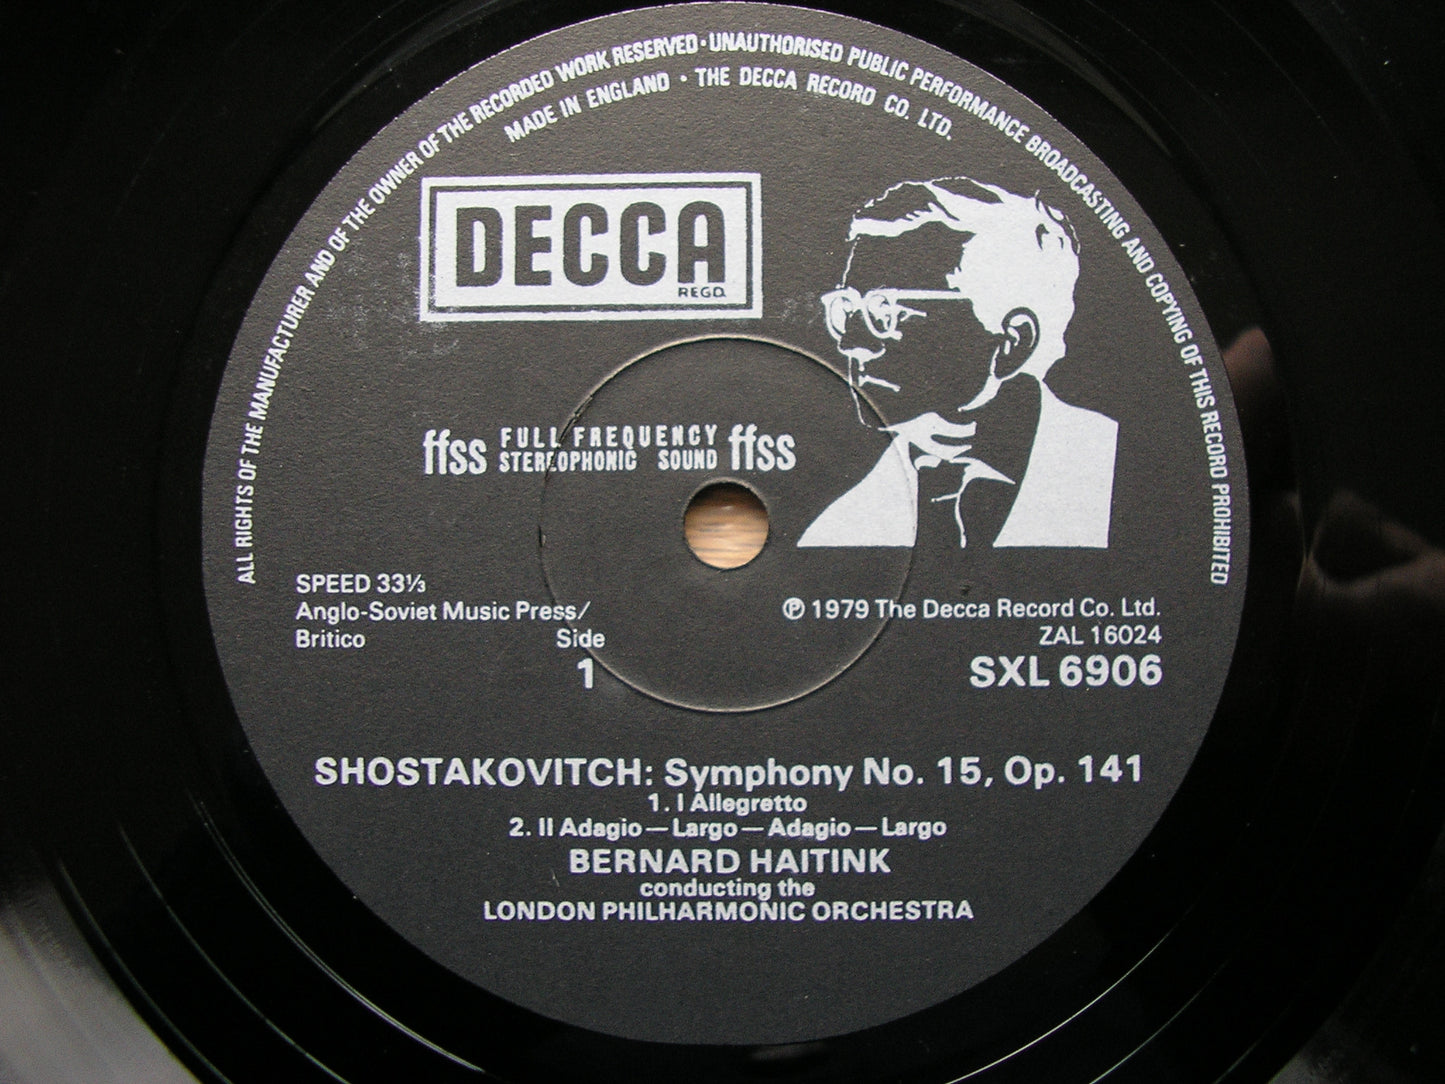 ALL RIGHTS OF THE MANUFACTURER AND OF THE OWNER OF THE RECORDED WORK RESERVED · UNAUTHORISED PUBLIC PERFORMANCE BROADCASTING AND COPYING OF THIS RECORD PROHIBITED
MADE IN ENGLAND · THE DECCA RECORD CO. LTD.
DECCA
REGD.
ffss FULL FREQUENCY ffss
STEREOPHONIC SOUND
SPEED 33⅓
Anglo-Soviet Music Press/ ℗ 1979 The Decca Record Co. Ltd.
Britico Side ZAL 16024
1 SXL 6906
SHOSTAKOVITCH: Symphony No. 15, Op. 141
1. I Allegretto
2. II Adagio — Largo — Adagio — Largo
BERNARD HAITINK
conducting the
LONDON PHILHARMONIC ORCHESTRA